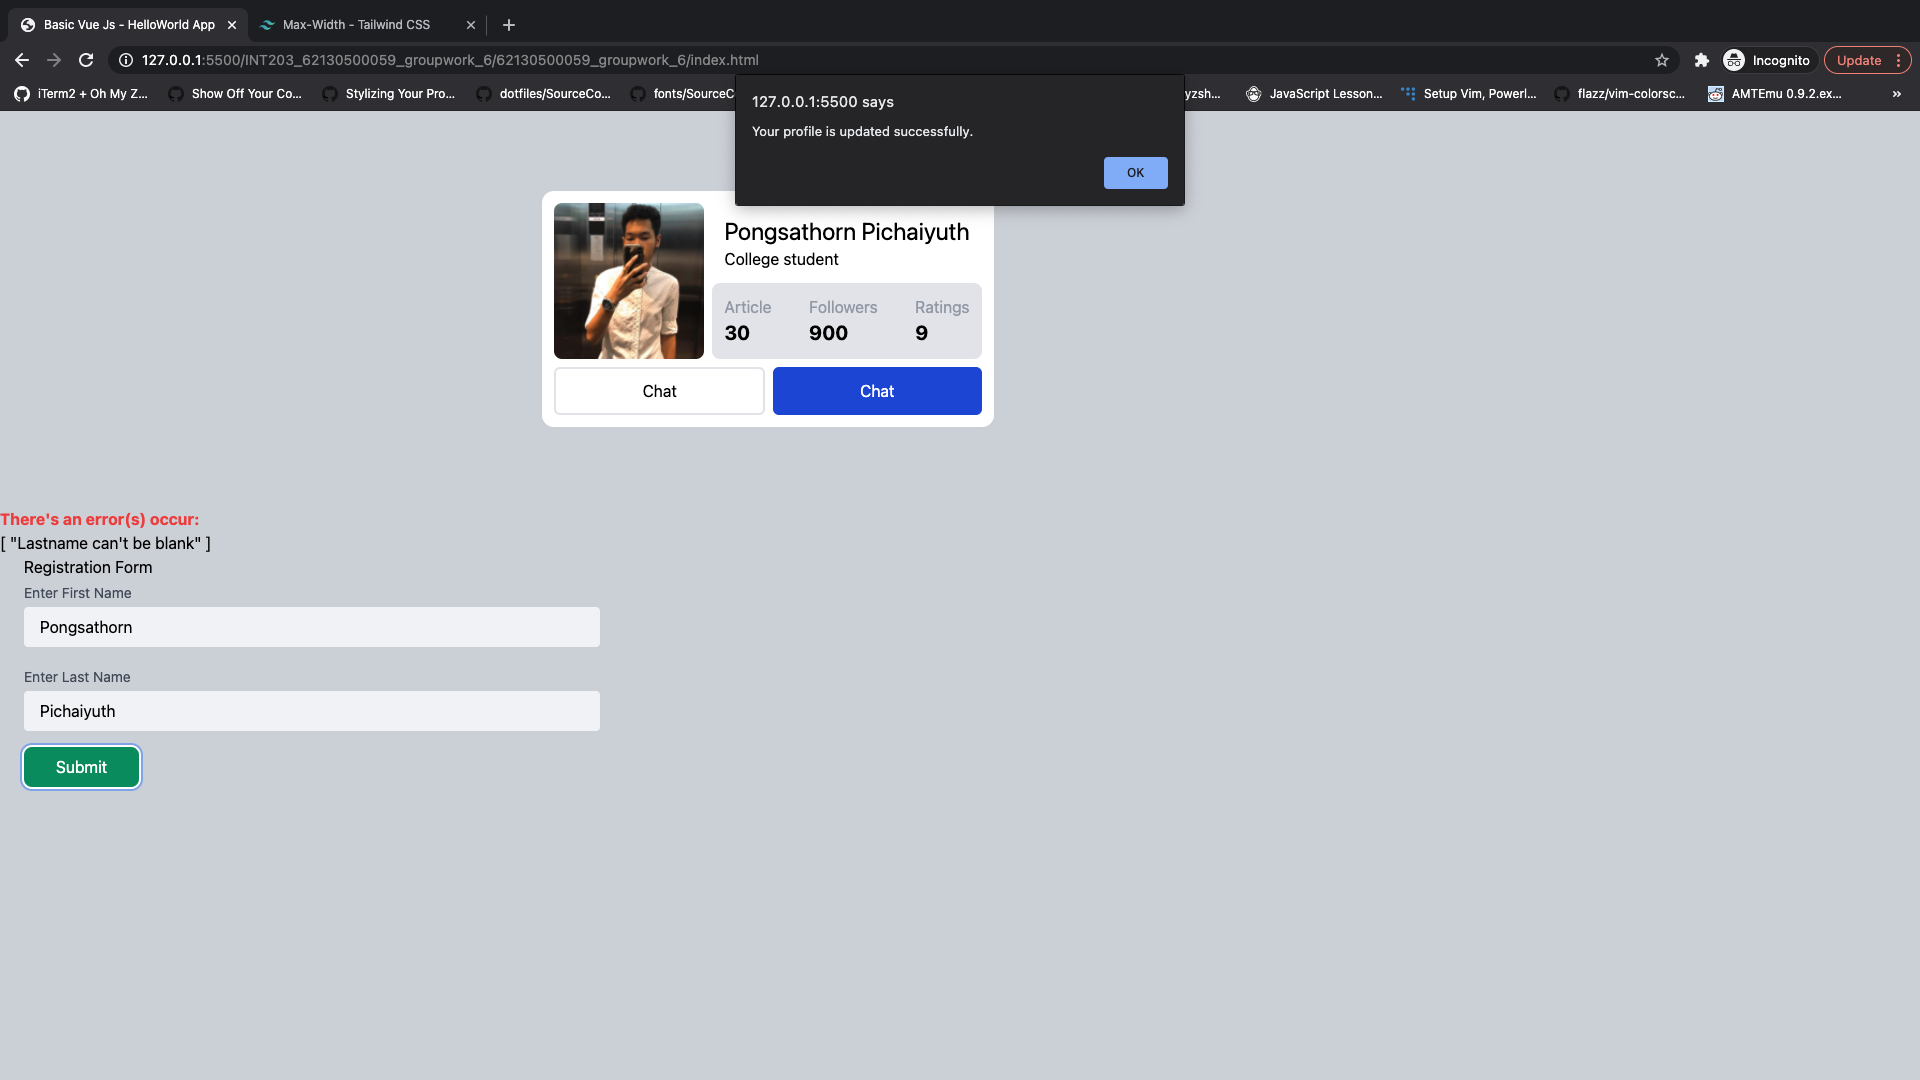 Basic Vue Js - HelloWorld App
Max-Width - Tailwind CSS
127.0.0.1:5500/INT203_62130500059_groupwork_6/62130500059_groupwork_6/index.html
Incognito
Update
iTerm2 + Oh My Z...
Show Off Your Co...
Stylizing Your Pro...
dotfiles/SourceCo...
fonts/SourceC
yzsh...
JavaScript Lesson...
Setup Vim, Powerl...
flazz/vim-colorsc...
AMTEmu 0.9.2.ex...
»
127.0.0.1:5500 says
Your profile is updated successfully.
OK
Pongsathorn Pichaiyuth
College student
Article Followers Ratings
30 900 9
Chat Chat
There's an error(s) occur:
[ "Lastname can't be blank" ]
Registration Form
Enter First Name
Pongsathorn
Enter Last Name
Pichaiyuth
Submit